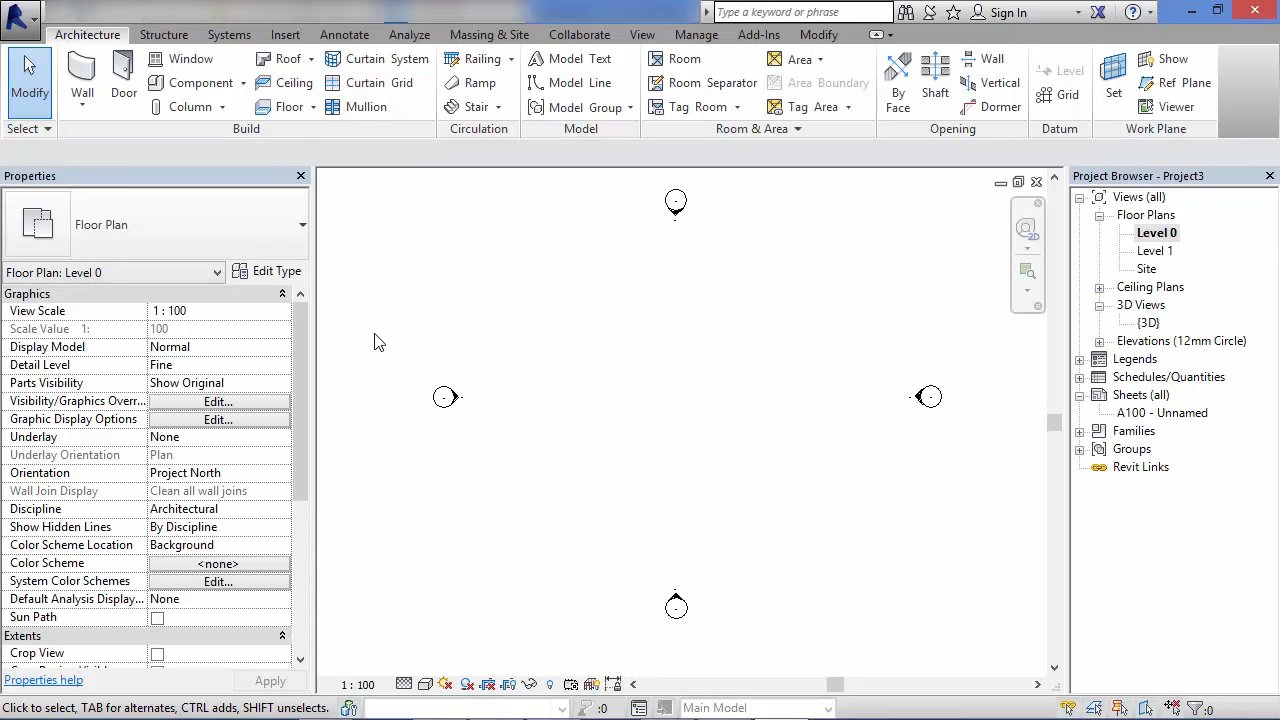 Type a keyword or phrase
Sign In
Architecture Structure Systems Insert Annotate Analyze Massing & Site Collaborate View Manage Add-Ins Modify
Modify
Select
Wall
Door
Window
Component
Column
Roof
Ceiling
Floor
Curtain System
Curtain Grid
Mullion
Build
Railing
Ramp
Stair
Circulation
Model Text
Model Line
Model Group
Model
Room
Room Separator
Tag Room
Area
Area Boundary
Tag Area
Room & Area
By
Face
Shaft
Wall
Vertical
Dormer
Opening
Level
Grid
Datum
Set
Show
Ref Plane
Viewer
Work Plane
Properties
Floor Plan
Floor Plan: Level 0
Edit Type
Graphics
View Scale 1 : 100
Scale Value 1: 100
Display Model Normal
Detail Level Fine
Parts Visibility Show Original
Visibility/Graphics Overr... Edit...
Graphic Display Options Edit...
Underlay None
Underlay Orientation Plan
Orientation Project North
Wall Join Display Clean all wall joins
Discipline Architectural
Show Hidden Lines By Discipline
Color Scheme Location Background
Color Scheme <none>
System Color Schemes Edit...
Default Analysis Display... None
Sun Path
Extents
Crop View
Properties help
Apply
2D
1 : 100
Project Browser - Project3
Views (all)
Floor Plans
Level 0
Level 1
Site
Ceiling Plans
3D Views
{3D}
Elevations (12mm Circle)
Legends
Schedules/Quantities
Sheets (all)
A100 - Unnamed
Families
Groups
Revit Links
Click to select, TAB for alternates, CTRL adds, SHIFT unselects.
:0
Main Model
:0